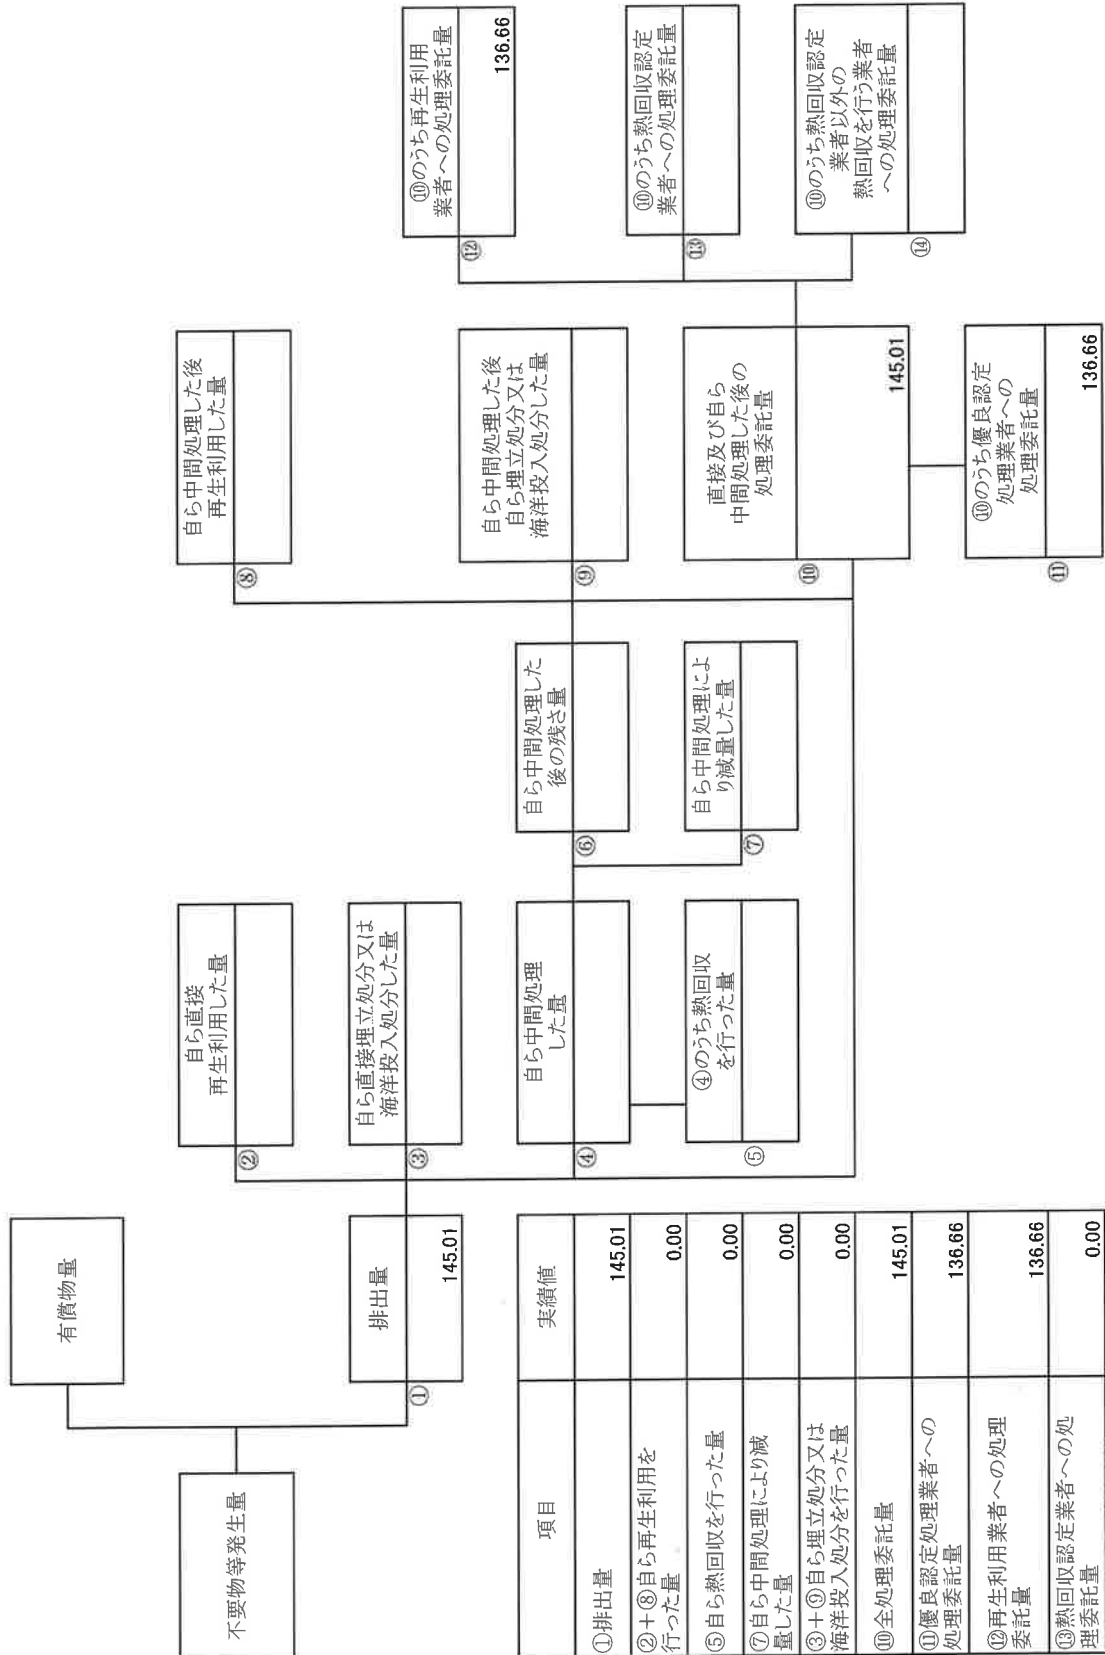 不要物等発生量
有償物量
排出量
①
145.01
自ら直接
再生利用した量
②
自ら直接埋立処分又は
海洋投入処分した量
③
自ら中間処理
した量
④
④のうち熱回収
を行った量
⑤
自ら中間処理した
後の残さ量
⑥
自ら中間処理によ
り減量した量
⑦
自ら中間処理した後
再生利用した量
⑧
自ら中間処理した後
自ら埋立処分又は
海洋投入処分した量
⑨
直接及び自ら
中間処理した後の
処理委託量
⑩
145.01
⑩のうち優良認定
処理業者への
処理委託量
⑪
136.66
⑩のうち再生利用
業者への処理委託量
⑫
136.66
⑩のうち熱回収認定
業者への処理委託量
⑬
⑩のうち熱回収認定
業者以外の
熱回収を行う業者
への処理委託量
⑭
項目 実績値
①排出量 145.01
②+⑧自ら再生利用を
行った量 0.00
⑤自ら熱回収を行った量 0.00
⑦自ら中間処理により減
量した量 0.00
③+⑨自ら埋立処分又は
海洋投入処分を行った量 0.00
⑩全処理委託量 145.01
⑪優良認定処理業者への
処理委託量 136.66
⑫再生利用業者への処理
委託量 136.66
⑬熱回収認定業者への処
理委託量 0.00